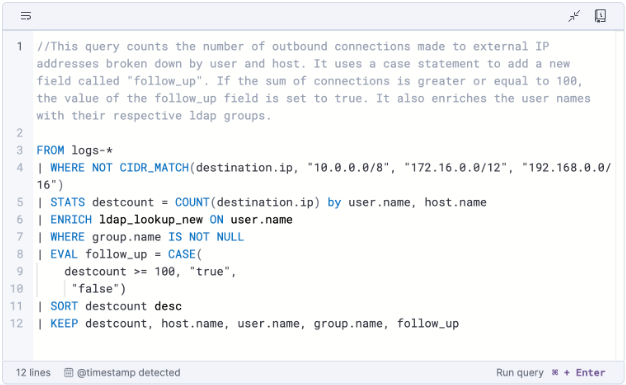 1 //This query counts the number of outbound connections made to external IP
addresses broken down by user and host. It uses a case statement to add a new
field called "follow_up". If the sum of connections is greater or equal to 100,
the value of the follow_up field is set to true. It also enriches the user names
with their respective ldap groups.
2
3 FROM logs-*
4 | WHERE NOT CIDR_MATCH(destination.ip, "10.0.0.0/8", "172.16.0.0/12", "192.168.0.0/
16")
5 | STATS destcount = COUNT(destination.ip) by user.name, host.name
6 | ENRICH ldap_lookup_new ON user.name
7 | WHERE group.name IS NOT NULL
8 | EVAL follow_up = CASE(
9 destcount >= 100, "true",
10 "false")
11 | SORT destcount desc
12 | KEEP destcount, host.name, user.name, group.name, follow_up
12 lines @timestamp detected Run query ⌘ + Enter